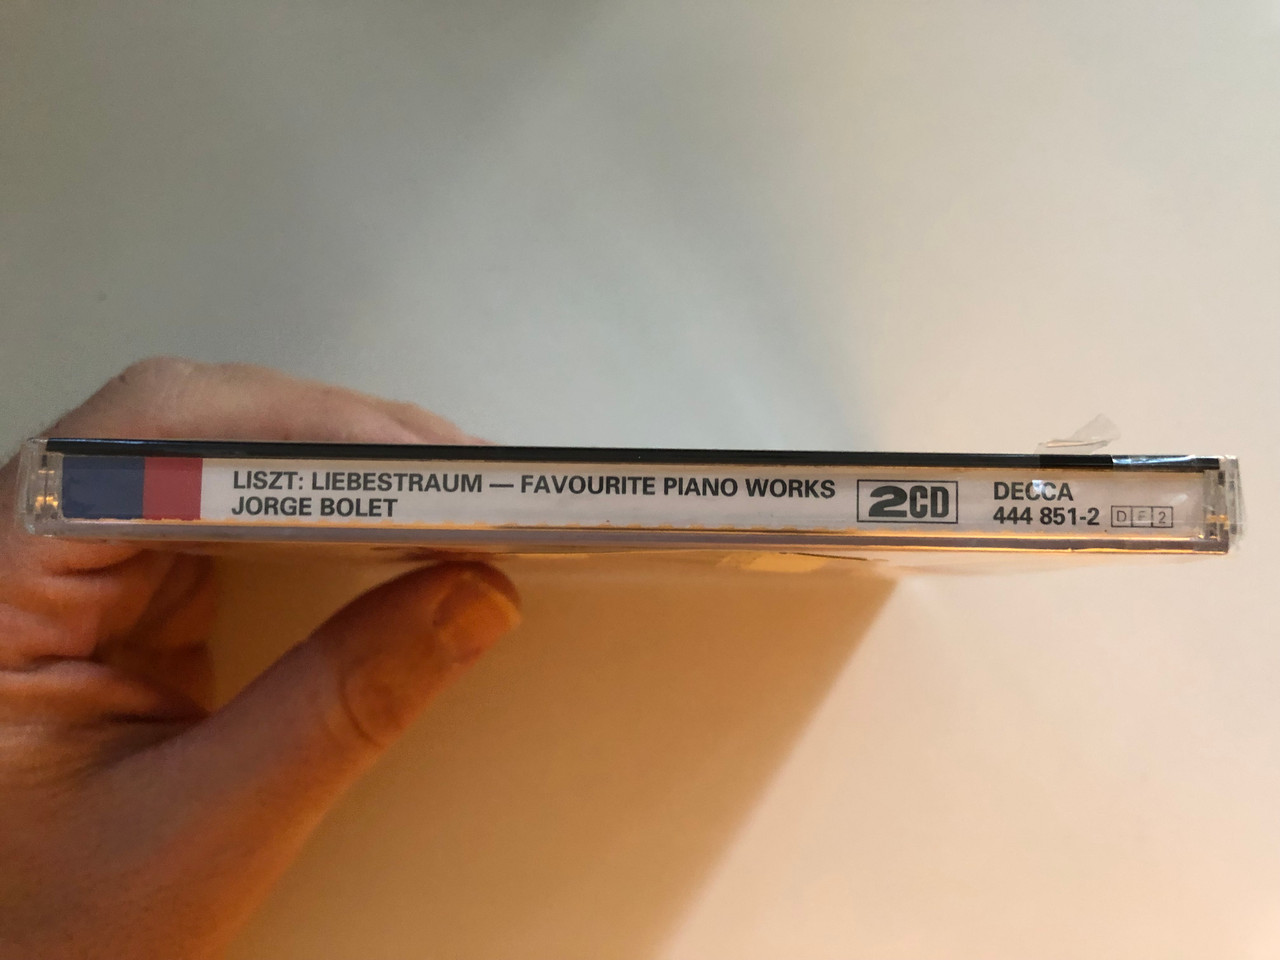 LISZT: LIEBESTRAUM — FAVOURITE PIANO WORKS
JORGE BOLET
2CD
DECCA
444 851-2 DF2